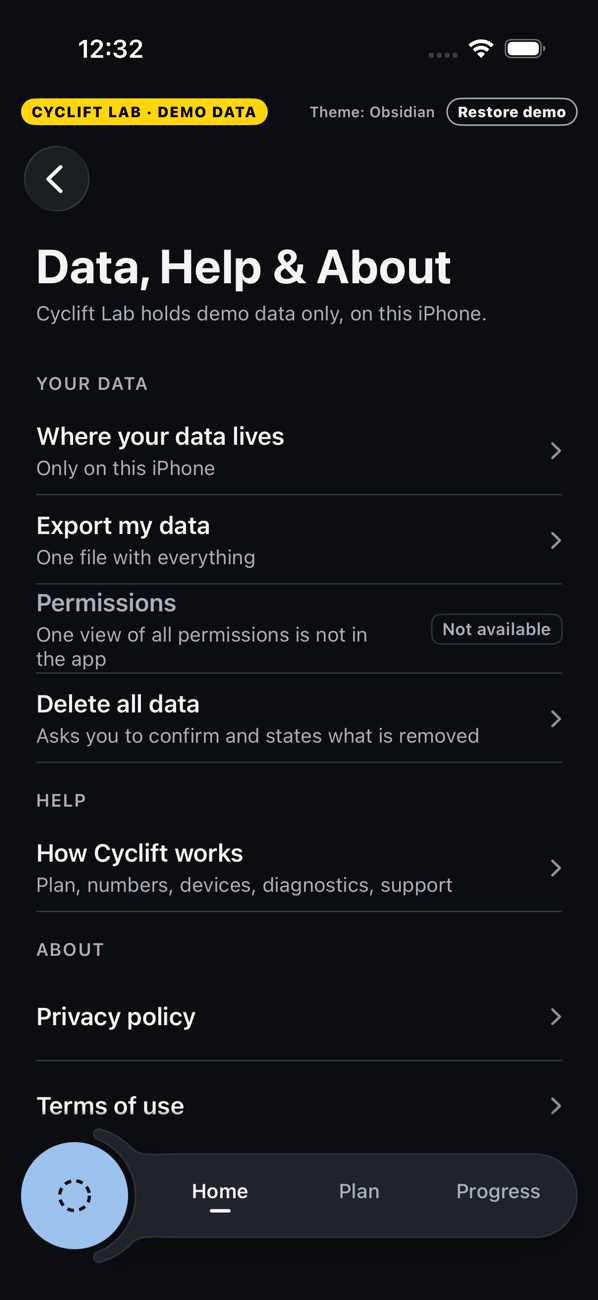 12:32
CYCLIFT LAB · DEMO DATA
Theme: Obsidian
Restore demo
Data, Help & About
Cyclift Lab holds demo data only, on this iPhone.
YOUR DATA
Where your data lives
Only on this iPhone
Export my data
One file with everything
Permissions
One view of all permissions is not in
the app
Not available
Delete all data
Asks you to confirm and states what is removed
HELP
How Cyclift works
Plan, numbers, devices, diagnostics, support
ABOUT
Privacy policy
Terms of use
Home
Plan
Progress